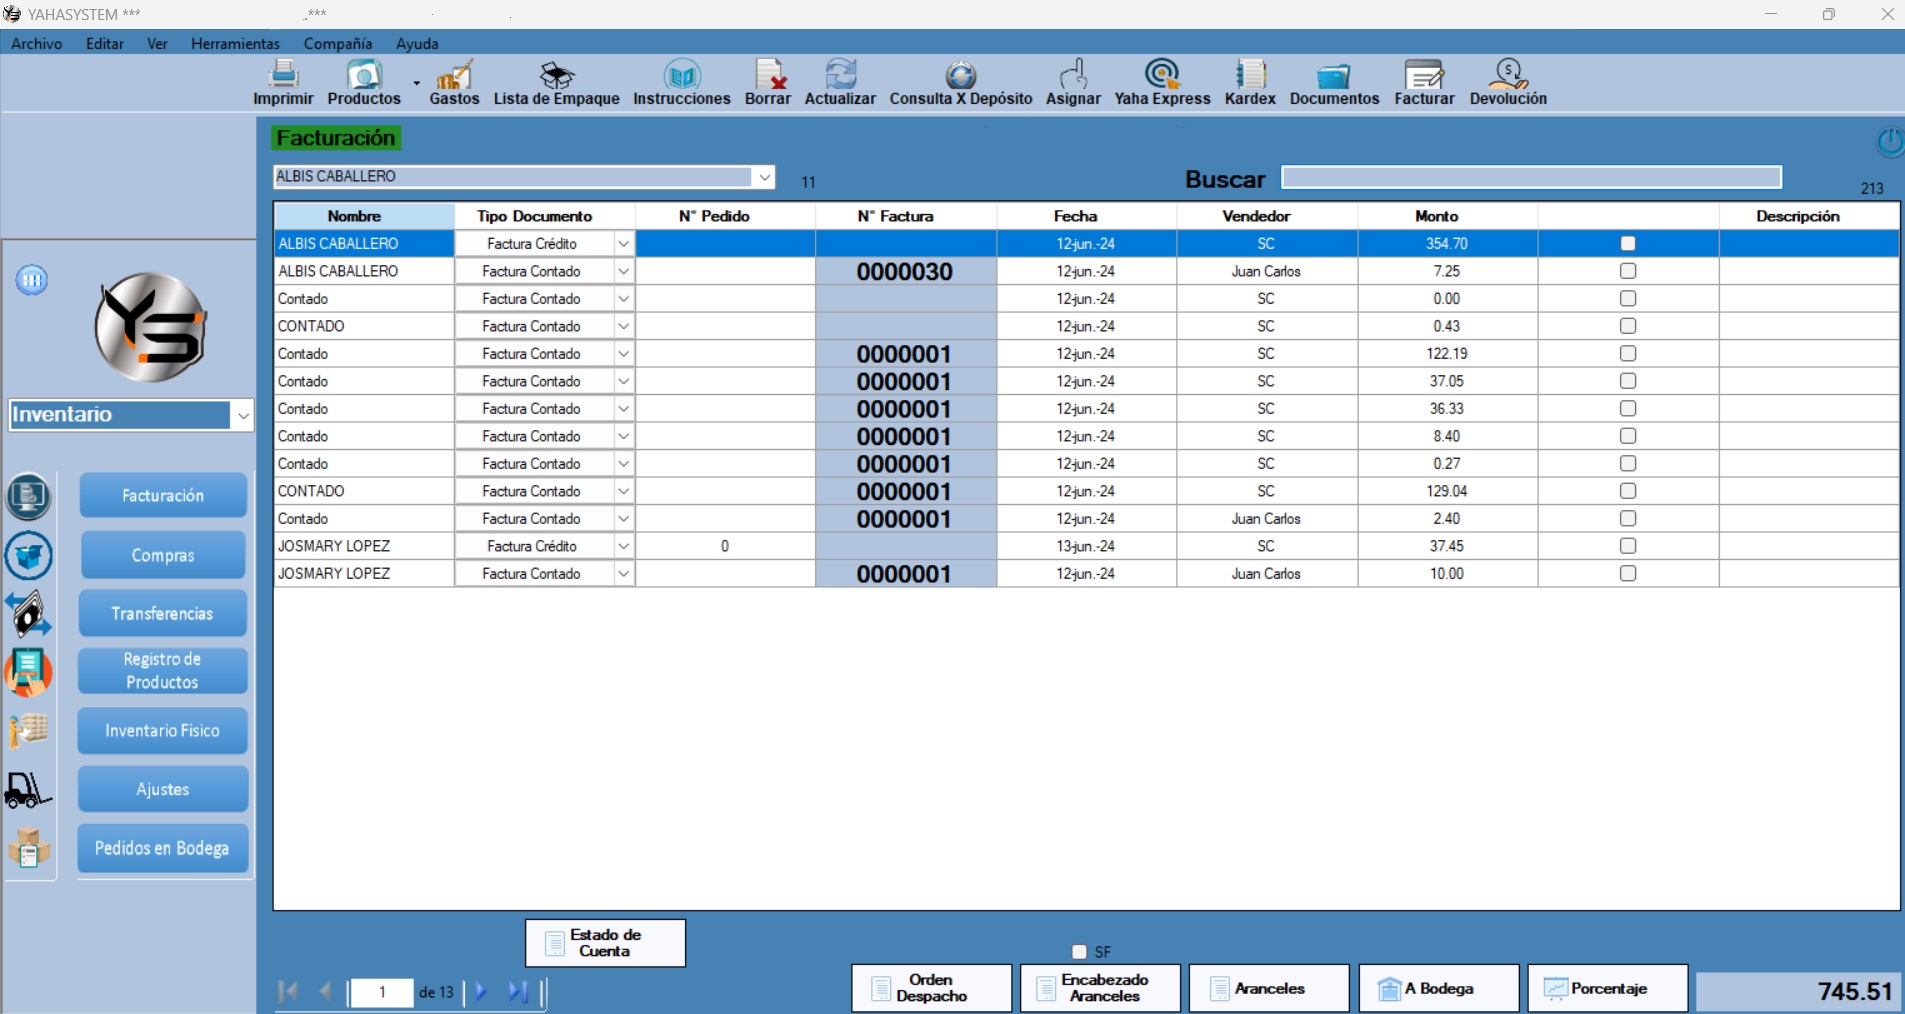 YAHASYSTEM *** .,***
Archivo Editar Ver Herramientas Compañía Ayuda
Imprimir Productos Gastos Lista de Empaque Instrucciones Borrar Actualizar Consulta X Depósito Asignar Yaha Express Kardex Documentos Facturar Devolución
Facturación
ALBIS CABALLERO 11 Buscar 213
Nombre Tipo Documento N° Pedido N° Factura Fecha Vendedor Monto Descripción
ALBIS CABALLERO Factura Crédito 12-jun.-24 SC 354.70
ALBIS CABALLERO Factura Contado 0000030 12-jun.-24 Juan Carlos 7.25
Contado Factura Contado 12-jun.-24 SC 0.00
CONTADO Factura Contado 12-jun.-24 SC 0.43
Contado Factura Contado 0000001 12-jun.-24 SC 122.19
Contado Factura Contado 0000001 12-jun.-24 SC 37.05
Contado Factura Contado 0000001 12-jun.-24 SC 36.33
Contado Factura Contado 0000001 12-jun.-24 SC 8.40
Contado Factura Contado 0000001 12-jun.-24 SC 0.27
CONTADO Factura Contado 0000001 12-jun.-24 SC 129.04
Contado Factura Contado 0000001 12-jun.-24 Juan Carlos 2.40
JOSMARY LOPEZ Factura Crédito 0 13-jun.-24 SC 37.45
JOSMARY LOPEZ Factura Contado 0000001 12-jun.-24 Juan Carlos 10.00
YS
Inventario
Facturación
Compras
Transferencias
Registro de
Productos
Inventario Fisico
Ajustes
Pedidos en Bodega
Estado de
Cuenta
SF
1 de 13
Orden
Despacho
Encabezado
Aranceles
Aranceles
A Bodega
Porcentaje
745.51